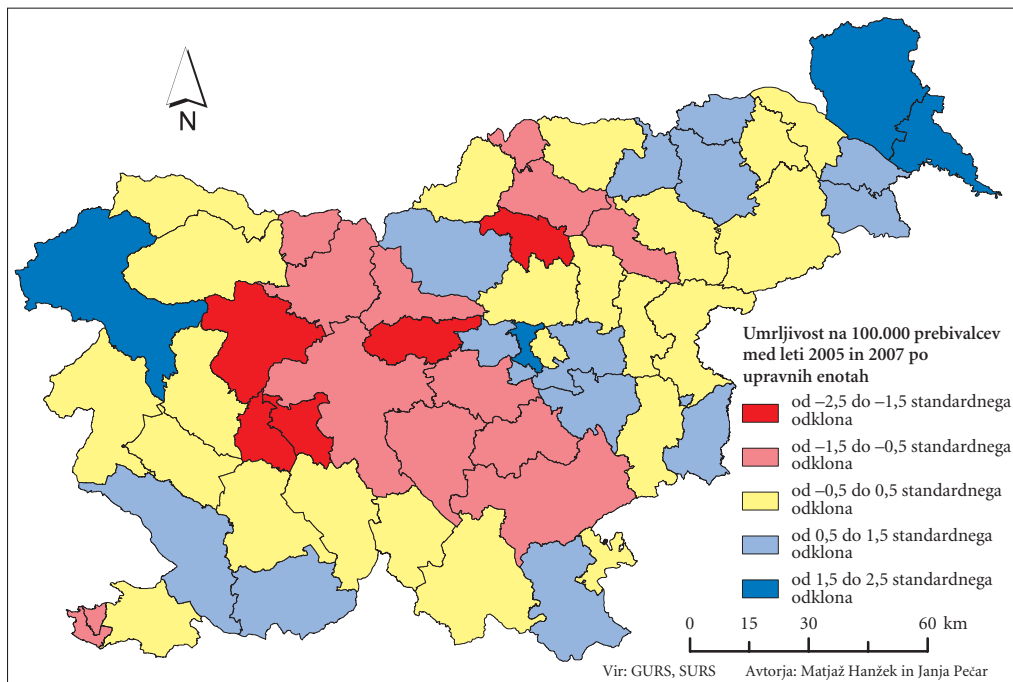 N
Umrljivost na 100.000 prebivalcev
med leti 2005 in 2007 po
upravnih enotah
od –2,5 do –1,5 standardnega
odklona
od –1,5 do –0,5 standardnega
odklona
od –0,5 do 0,5 standardnega
odklona
od 0,5 do 1,5 standardnega
odklona
od 1,5 do 2,5 standardnega
odklona
0 15 30 60 km
Vir: GURS, SURS Avtorja: Matjaž Hanžek in Janja Pečar